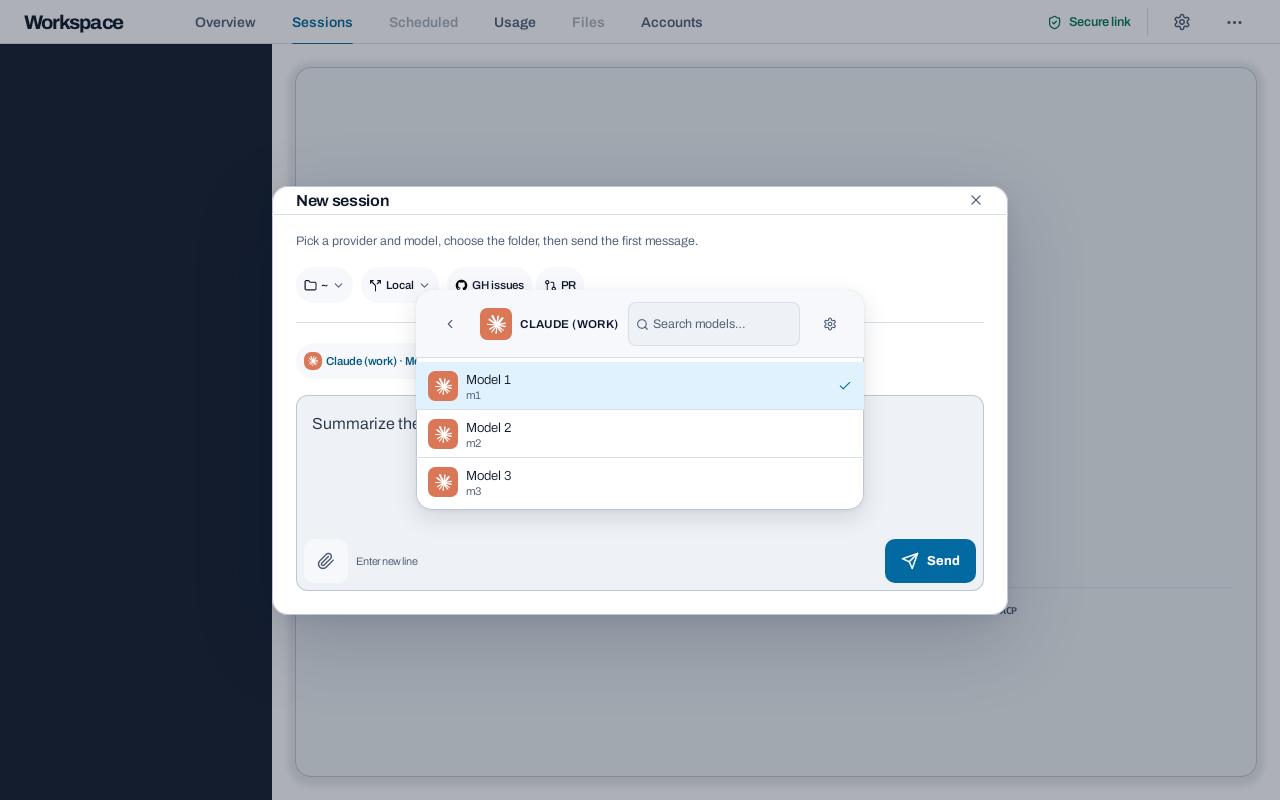 Workspace
Overview
Sessions
Scheduled
Usage
Files
Accounts
Secure link
New session
Pick a provider and model, choose the folder, then send the first message.
~
Local
GH issues
PR
CLAUDE (WORK)
Search models...
Claude (work) · M
Model 1
m1
Summarize the
Model 2
m2
Model 3
m3
Enter new line
Send